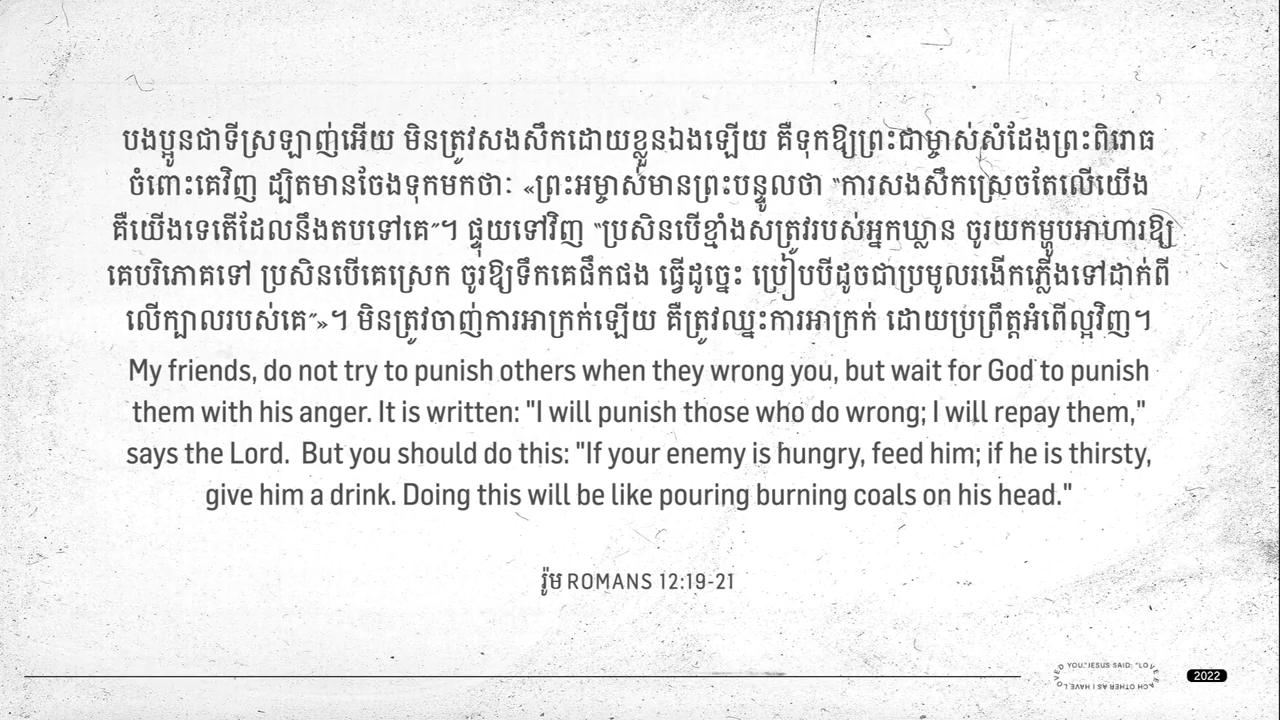 បងប្អូនជាទីស្រឡាញ់អើយ មិនត្រូវសងសឹកដោយខ្លួនឯងឡើយ គឺទុកឱ្យព្រះជាម្ចាស់សំដែងព្រះពិរោធ
ចំពោះគេវិញ ដ្បិតមានចែងទុកមកថា: «ព្រះអម្ចាស់មានព្រះបន្ទូលថា “ការសងសឹកស្រេចតែលើយើង
គឺយើងទេតើដែលនឹងតបទៅគេ”។ ផ្ទុយទៅវិញ “ប្រសិនបើខ្មាំងសត្រូវរបស់អ្នកឃ្លាន ចូរយកម្ហូបអាហារឱ្យ
គេបរិភោគទៅ ប្រសិនបើគេស្រេក ចូរឱ្យទឹកគេផឹកផង ធ្វើដូច្នេះ ប្រៀបបីដូចជាប្រមូលរងើកភ្លើងទៅដាក់ពី
លើក្បាលរបស់គេ”»។ មិនត្រូវចាញ់ការអាក្រក់ឡើយ គឺត្រូវឈ្នះការអាក្រក់ ដោយប្រព្រឹត្តអំពើល្អវិញ។
My friends, do not try to punish others when they wrong you, but wait for God to punish
them with his anger. It is written: "I will punish those who do wrong; I will repay them,"
says the Lord.  But you should do this: "If your enemy is hungry, feed him; if he is thirsty,
give him a drink. Doing this will be like pouring burning coals on his head."
រ៉ូម ROMANS 12:19-21
JESUS SAID: "LOVE EACH OTHER AS I HAVE LOVED YOU."
2022